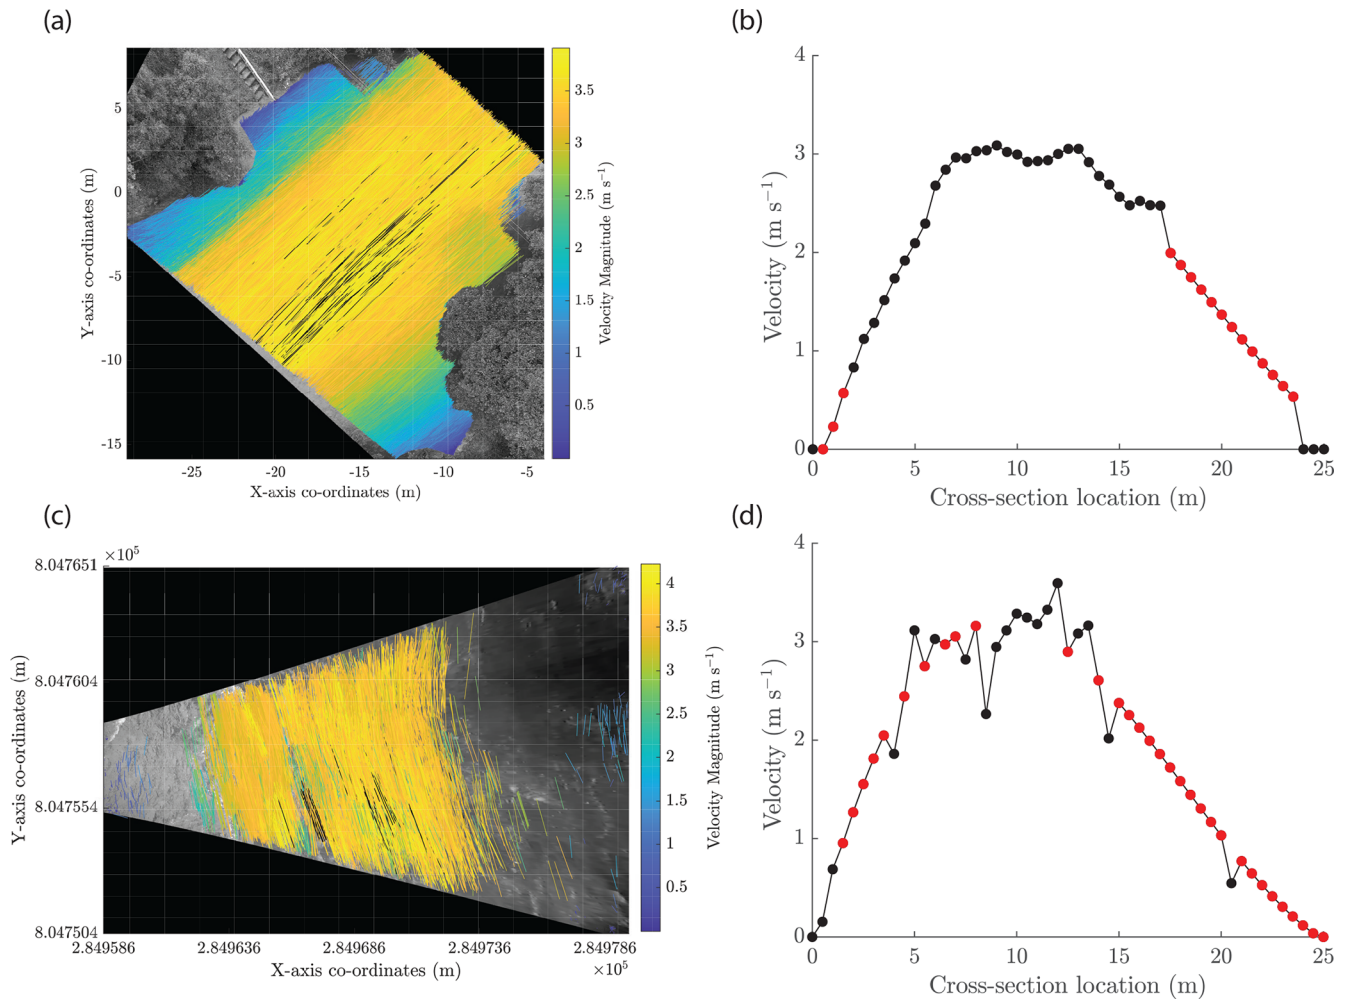 (a)
5
0
-5
-10
-15
Y-axis co-ordinates (m)
-25 -20 -15 -10 -5
X-axis co-ordinates (m)
3.5
3
2.5
2
1.5
1
0.5
Velocity Magnitude (m s⁻¹)
(b)
4
3
2
1
0
Velocity (m s⁻¹)
0 5 10 15 20 25
Cross-section location (m)
(c)
×10⁵
8.047651
8.047604
8.047554
8.047504
Y-axis co-ordinates (m)
2.849586 2.849636 2.849686 2.849736 2.849786
X-axis co-ordinates (m)
×10⁵
4
3.5
3
2.5
2
1.5
1
0.5
Velocity Magnitude (m s⁻¹)
(d)
4
3
2
1
0
Velocity (m s⁻¹)
0 5 10 15 20 25
Cross-section location (m)